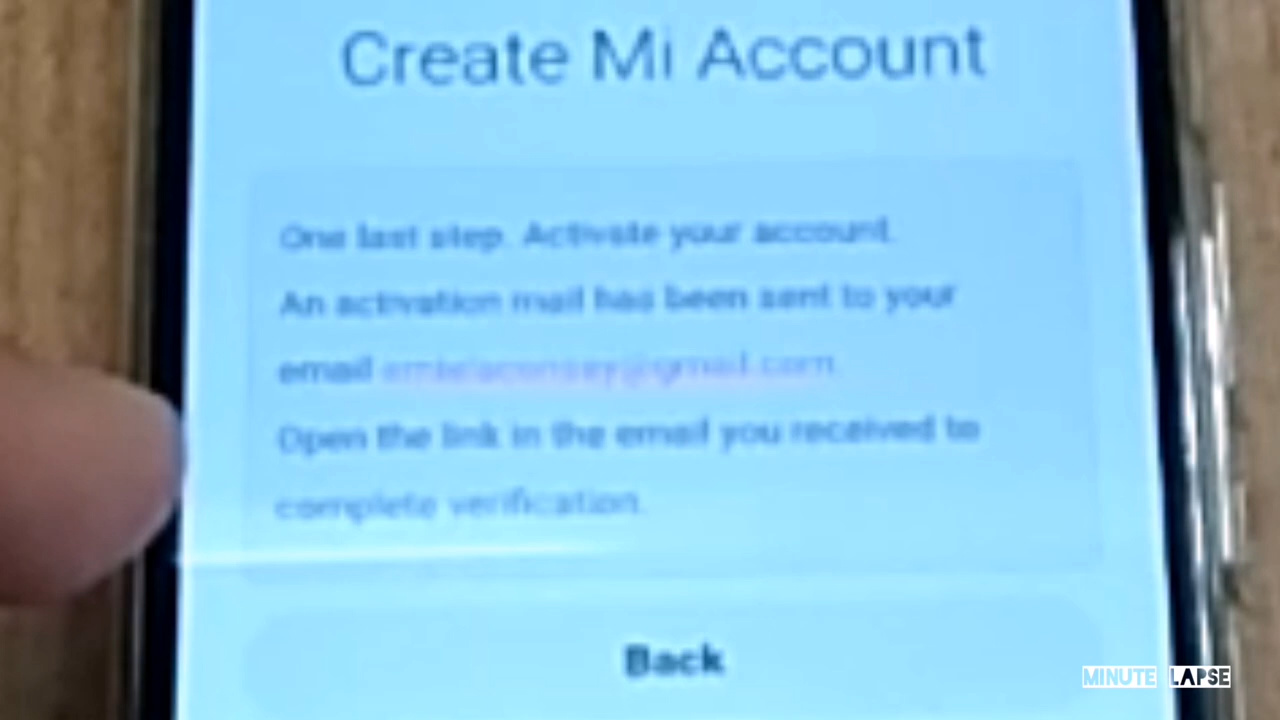 Create Mi Account
One last step. Activate your account.
An activation mail has been sent to your
email
Open the link in the email you received to
complete verification.
Back
MINUTE LAPSE